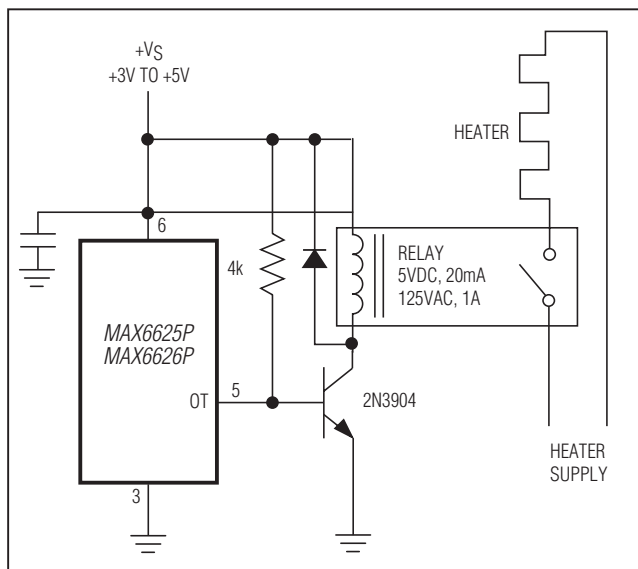 +VS
+3V TO +5V
HEATER
6
4k
RELAY
5VDC, 20mA
125VAC, 1A
MAX6625P
MAX6626P
5
OT
2N3904
HEATER
SUPPLY
3